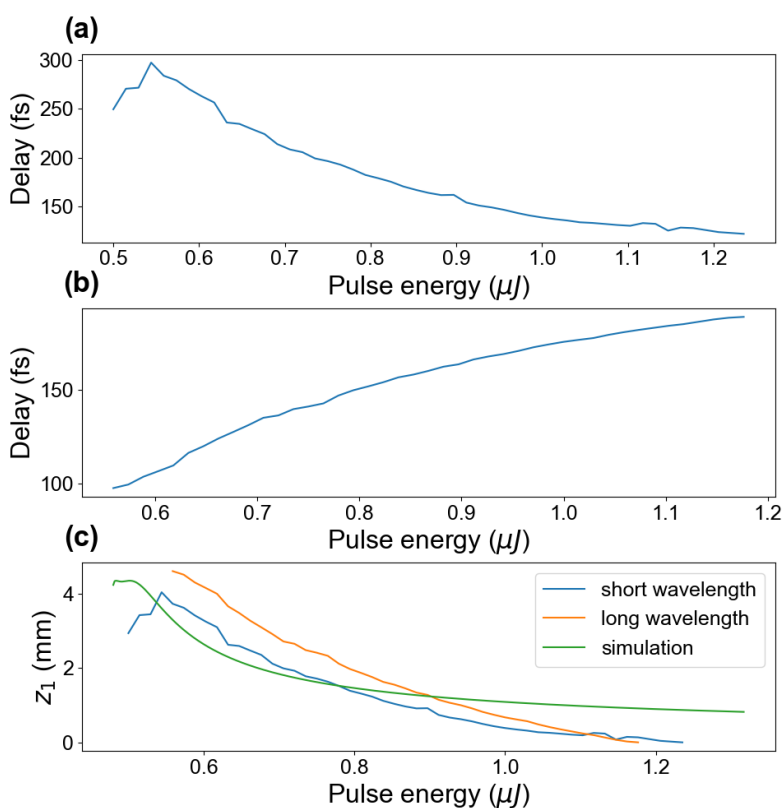 (a)
300
250
200
150
Delay (fs)
0.5 0.6 0.7 0.8 0.9 1.0 1.1 1.2
Pulse energy (μJ)
(b)
150
100
Delay (fs)
0.6 0.7 0.8 0.9 1.0 1.1 1.2
Pulse energy (μJ)
(c)
4
2
0
z₁ (mm)
short wavelength
long wavelength
simulation
0.6 0.8 1.0 1.2
Pulse energy (μJ)